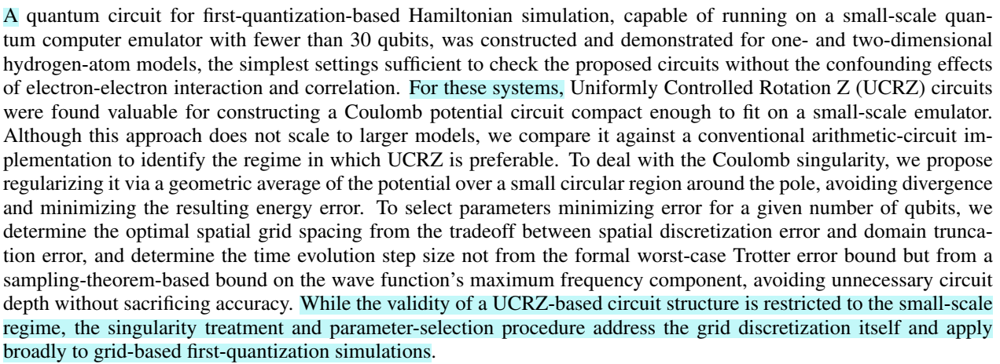 A quantum circuit for first-quantization-based Hamiltonian simulation, capable of running on a small-scale quan-
tum computer emulator with fewer than 30 qubits, was constructed and demonstrated for one- and two-dimensional
hydrogen-atom models, the simplest settings sufficient to check the proposed circuits without the confounding effects
of electron-electron interaction and correlation. For these systems, Uniformly Controlled Rotation Z (UCRZ) circuits
were found valuable for constructing a Coulomb potential circuit compact enough to fit on a small-scale emulator.
Although this approach does not scale to larger models, we compare it against a conventional arithmetic-circuit im-
plementation to identify the regime in which UCRZ is preferable. To deal with the Coulomb singularity, we propose
regularizing it via a geometric average of the potential over a small circular region around the pole, avoiding divergence
and minimizing the resulting energy error. To select parameters minimizing error for a given number of qubits, we
determine the optimal spatial grid spacing from the tradeoff between spatial discretization error and domain trunca-
tion error, and determine the time evolution step size not from the formal worst-case Trotter error bound but from a
sampling-theorem-based bound on the wave function's maximum frequency component, avoiding unnecessary circuit
depth without sacrificing accuracy. While the validity of a UCRZ-based circuit structure is restricted to the small-scale
regime, the singularity treatment and parameter-selection procedure address the grid discretization itself and apply
broadly to grid-based first-quantization simulations.